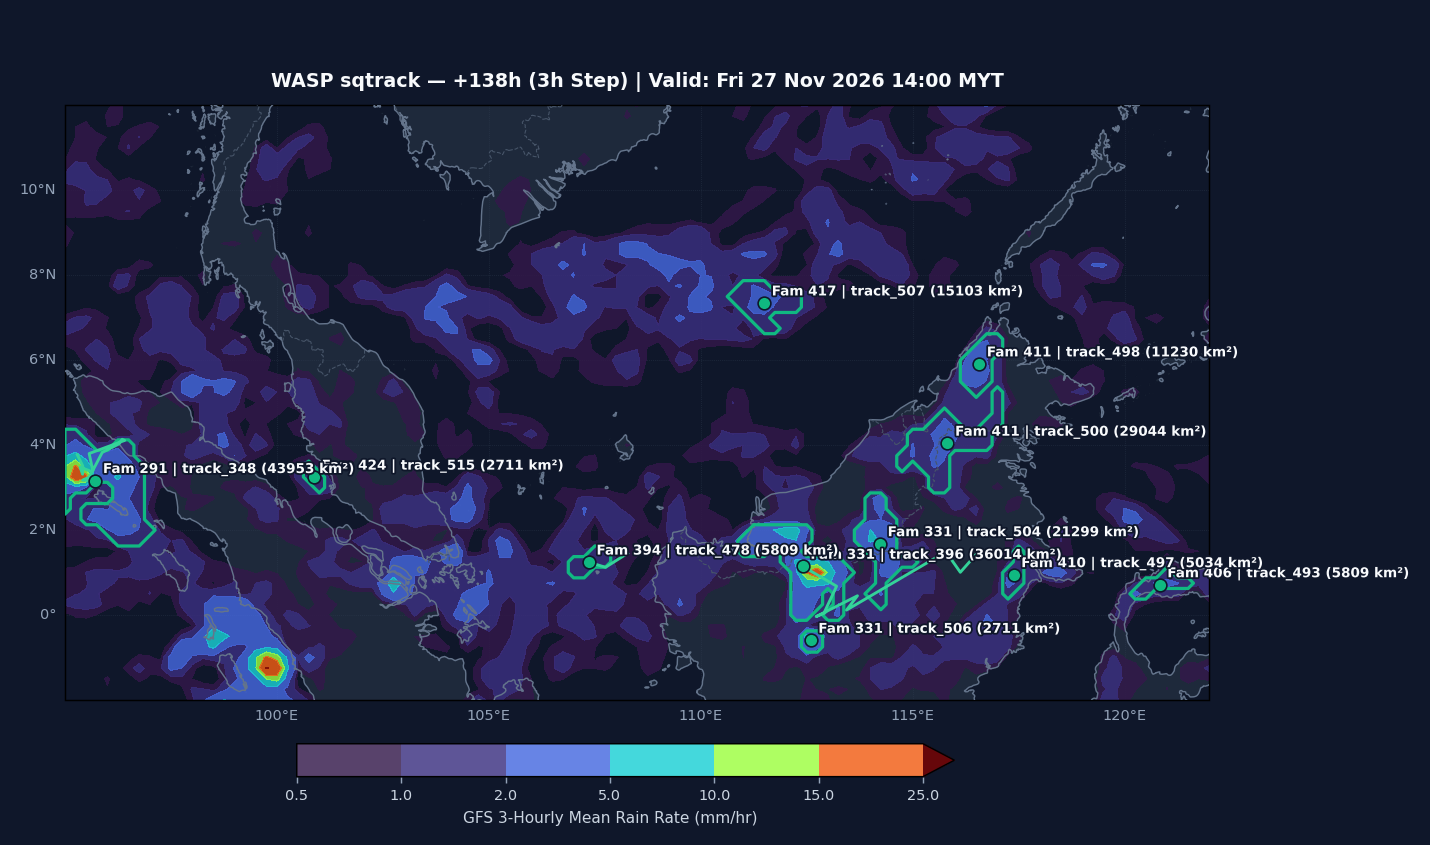 WASP sqtrack — +138h (3h Step) | Valid: Fri 27 Nov 2026 14:00 MYT
10°N
8°N
6°N
4°N
2°N
0°
Fam 417 | track_507 (15103 km²)
Fam 411 | track_498 (11230 km²)
Fam 411 | track_500 (29044 km²)
Fam 291 | track_348 (43953 km²)
424 | track_515 (2711 km²)
Fam 331 | track_504 (21299 km²)
Fam 394 | track_478 (5809 km²)
331 | track_396 (36014 km²)
Fam 410 | track_497 (5034 km²)
Fam 406 | track_493 (5809 km²)
Fam 331 | track_506 (2711 km²)
100°E 105°E 110°E 115°E 120°E
0.5 1.0 2.0 5.0 10.0 15.0 25.0
GFS 3-Hourly Mean Rain Rate (mm/hr)